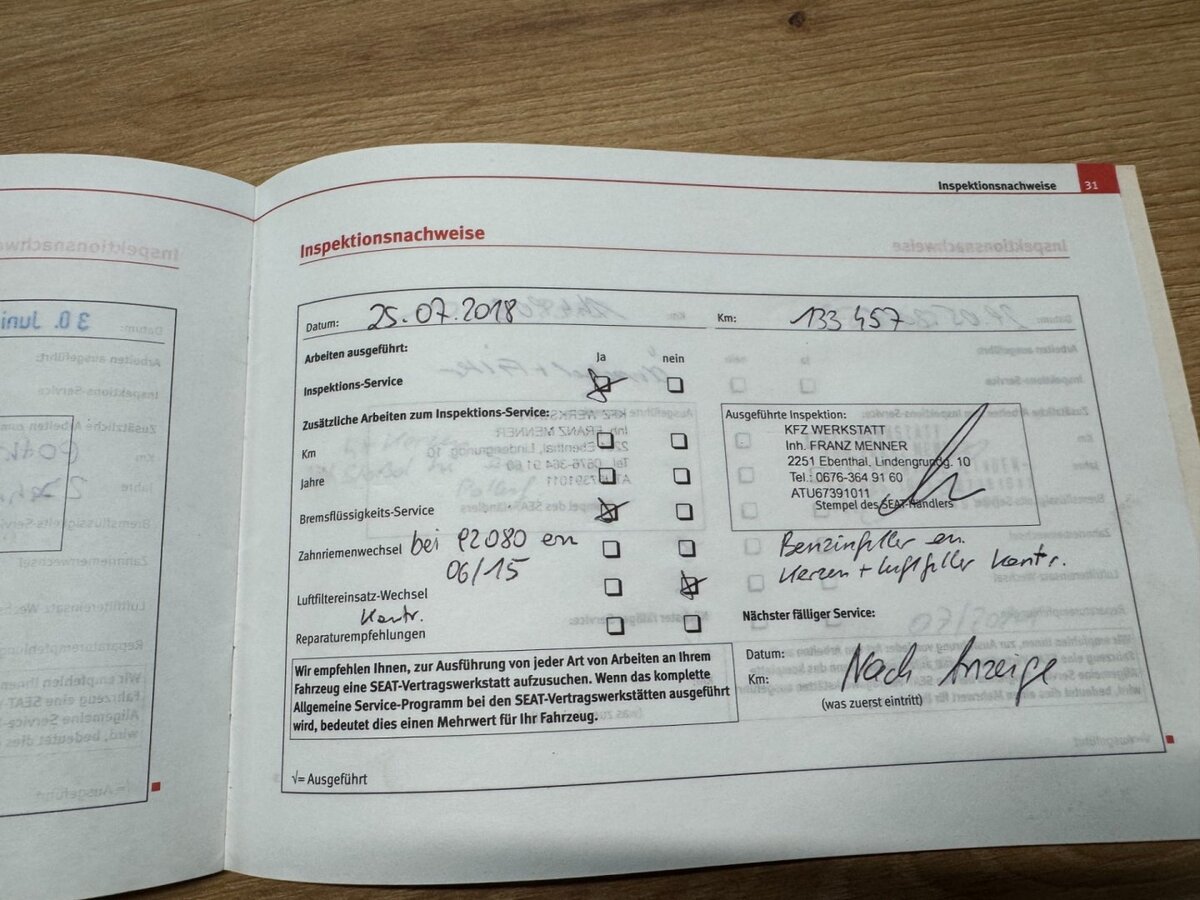 Inspektionsnachweise 31
Inspektionsnachweise
30. Juni
Datum: 25.07.2018 Km: 133 457
Arbeiten ausgeführt: Ja nein
Inspektions-Service
Zusätzliche Arbeiten zum Inspektions-Service:
Km
Jahre
Bremsflüssigkeits-Service
Zahnriemenwechsel bei 92080 en
06/15
Luftfiltereinsatz-Wechsel
Kontr.
Reparaturempfehlungen
Ausgeführte Inspektion:
KFZ WERKSTATT
Inh. FRANZ MENNER
2251 Ebenthal, Lindengrundg. 10
Tel.: 0676-364 91 60
ATU67391011
Stempel des SEAT-Händlers
Benzinfilter en.
Kerzen + Luftfilter Kontr.
Nächster fälliger Service:
Datum:
Km: Nach Anzeige
(was zuerst eintritt)
Wir empfehlen Ihnen, zur Ausführung von jeder Art von Arbeiten an Ihrem
Fahrzeug eine SEAT-Vertragswerkstatt aufzusuchen. Wenn das komplette
Allgemeine Service-Programm bei den SEAT-Vertragswerkstätten ausgeführt
wird, bedeutet dies einen Mehrwert für Ihr Fahrzeug.
√= Ausgeführt